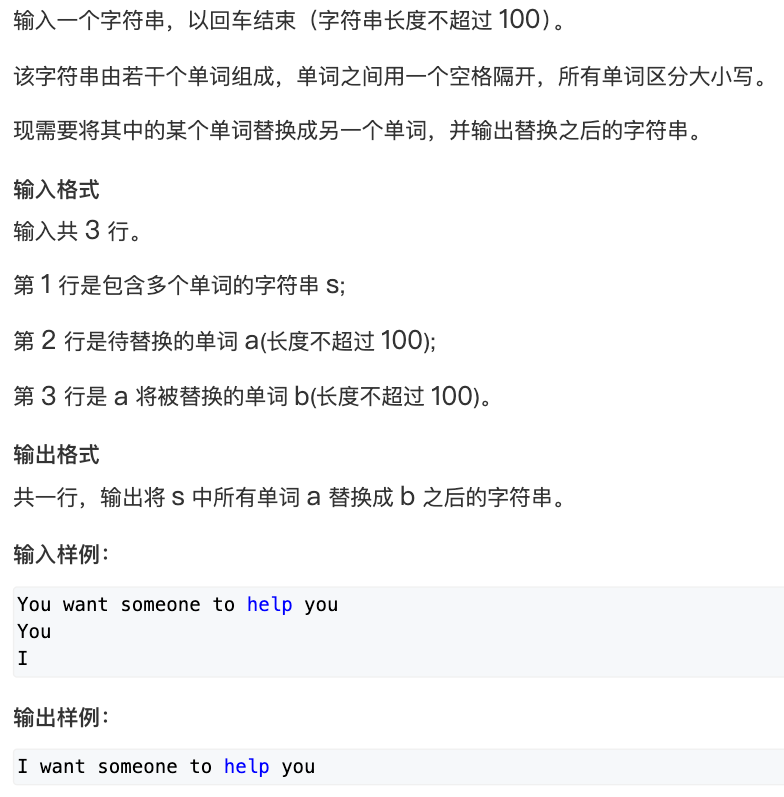 输入一个字符串，以回车结束（字符串长度不超过 100）。
该字符串由若干个单词组成，单词之间用一个空格隔开，所有单词区分大小写。
现需要将其中的某个单词替换成另一个单词，并输出替换之后的字符串。
输入格式
输入共 3 行。
第 1 行是包含多个单词的字符串 s;
第 2 行是待替换的单词 a(长度不超过 100);
第 3 行是 a 将被替换的单词 b(长度不超过 100)。
输出格式
共一行，输出将 s 中所有单词 a 替换成 b 之后的字符串。
输入样例：
You want someone to help you
You
I
输出样例：
I want someone to help you